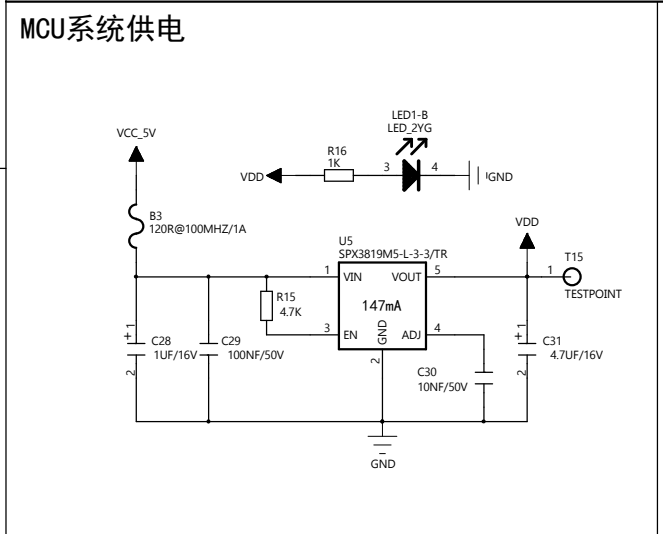 MCU系统供电
LED1-B
LED_2YG
VCC_5V
R16
1K
VDD
3
4
GND
B3
120R@100MHZ/1A
U5
SPX3819M5-L-3-3/TR
VDD
T15
1
VIN
VOUT
5
1
TESTPOINT
147mA
R15
4.7K
3
EN
GND
ADJ
4
2
+
1
C28
1UF/16V
2
C29
100NF/50V
C30
10NF/50V
+
1
C31
4.7UF/16V
2
GND